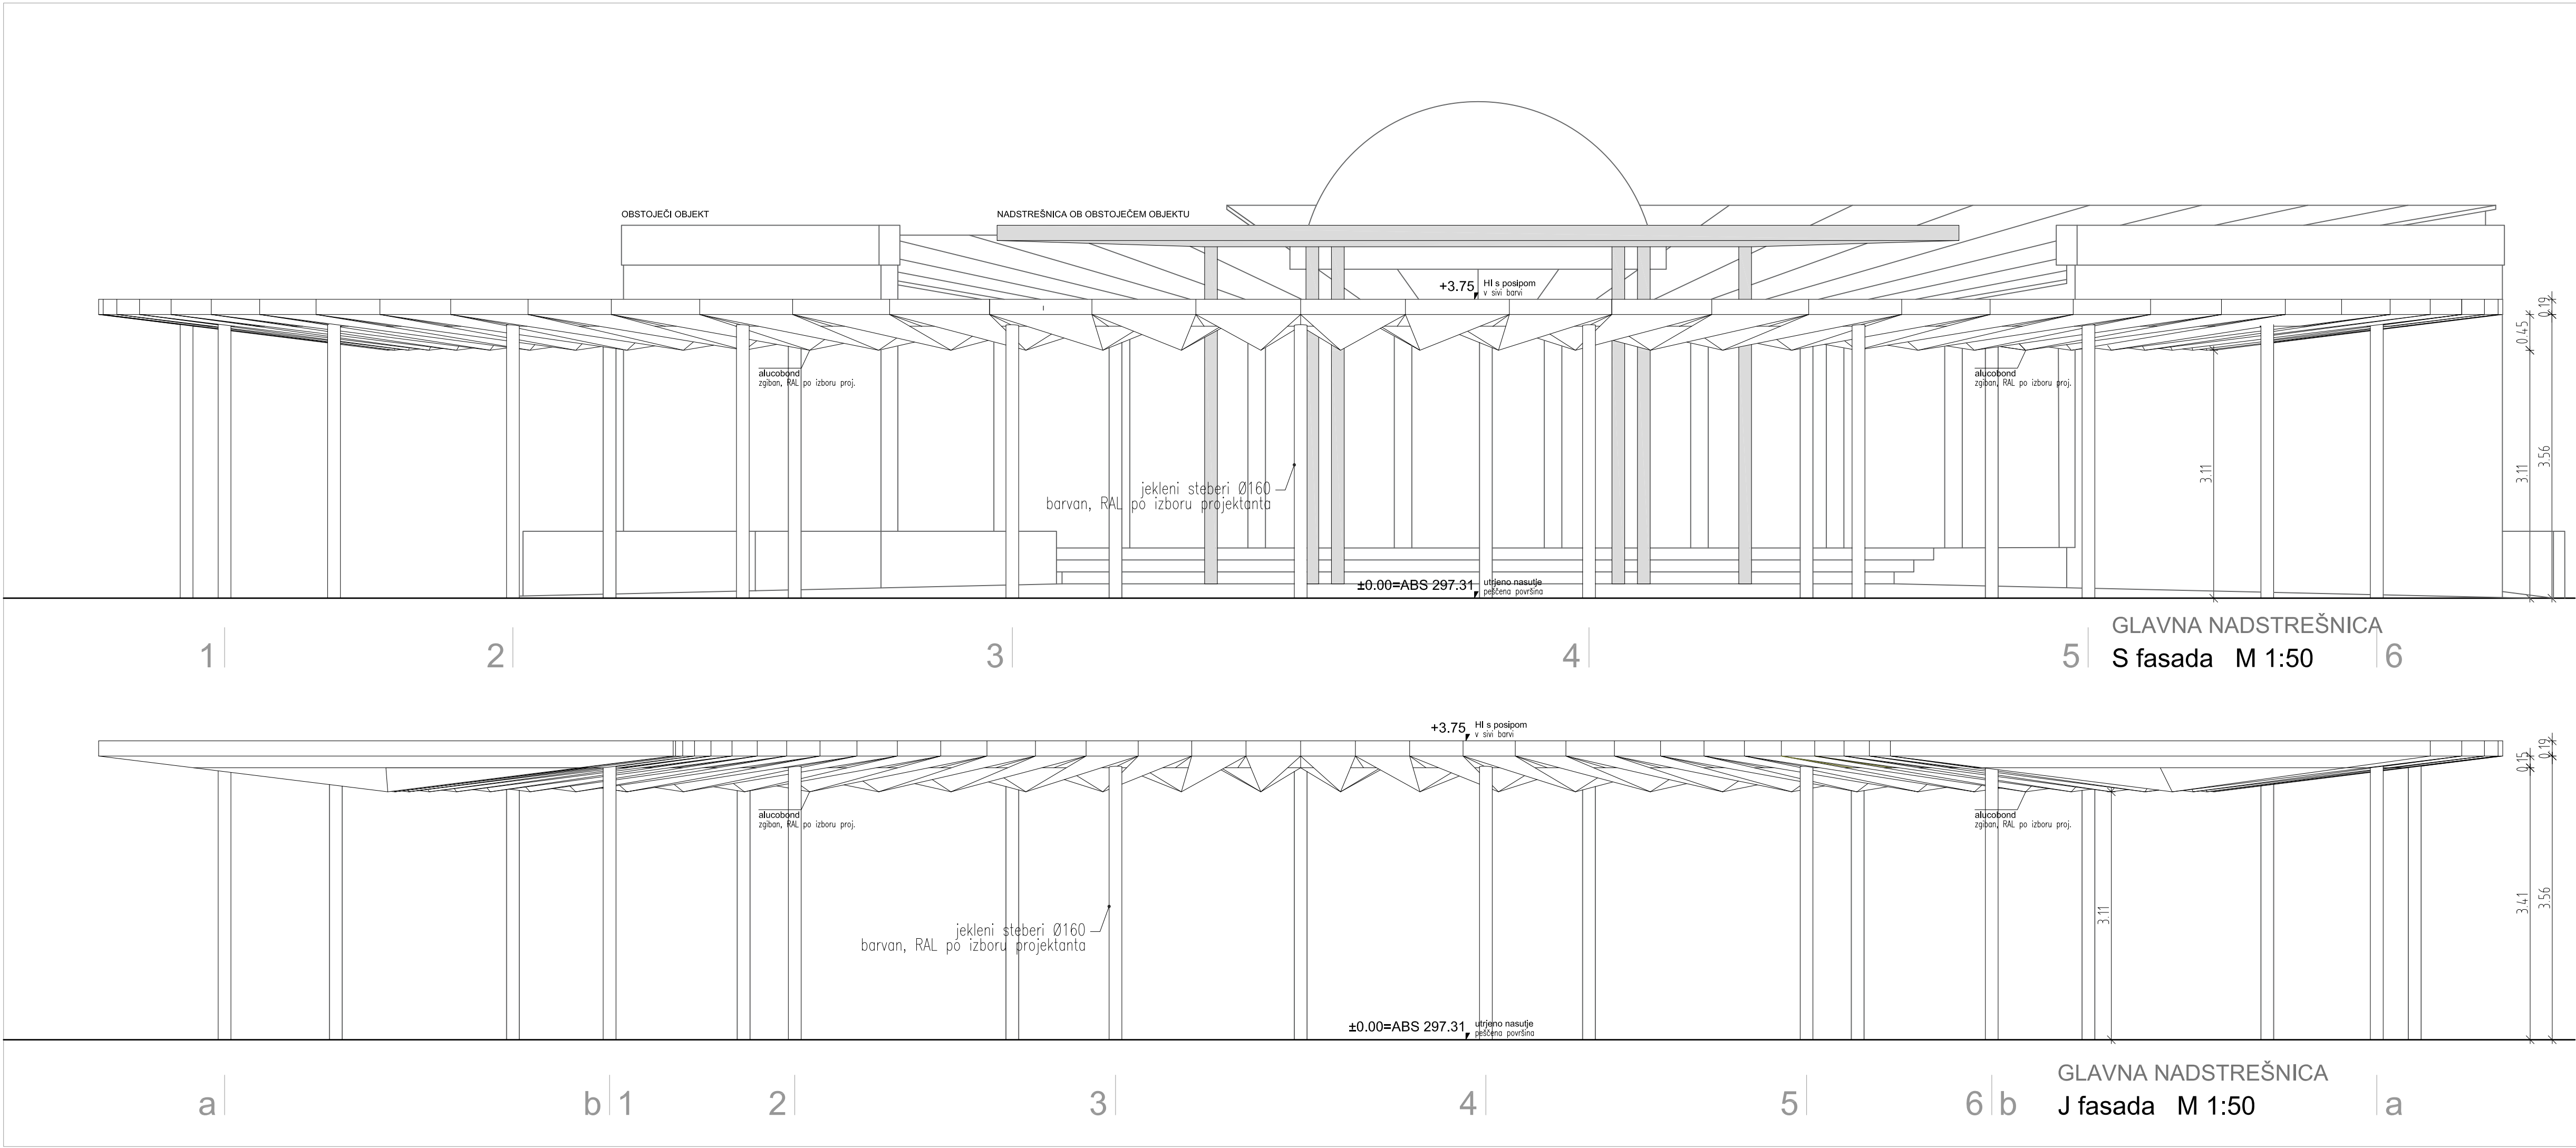 OBSTOJEČI OBJEKT
NADSTREŠNICA OB OBSTOJEČEM OBJEKTU
+3.75 HI s posipom
v sivi barvi
0.19
0.45
alucobond
zgiban, RAL po izboru proj.
alucobond
zgiban, RAL po izboru proj.
3.11
3.11
3.56
jekleni steberi Ø160
barvan, RAL po izboru projektanta
±0.00=ABS 297.31 utrjeno nasutje
peščena površina
1 2 3 4 5 6
GLAVNA NADSTREŠNICA
S fasada M 1:50
+3.75 HI s posipom
v sivi barvi
0.19
0.15
alucobond
zgiban, RAL po izboru proj.
alucobond
zgiban, RAL po izboru proj.
3.11
3.41
3.56
jekleni steberi Ø160
barvan, RAL po izboru projektanta
±0.00=ABS 297.31 utrjeno nasutje
peščena površina
a b 1 2 3 4 5 6 b a
GLAVNA NADSTREŠNICA
J fasada M 1:50